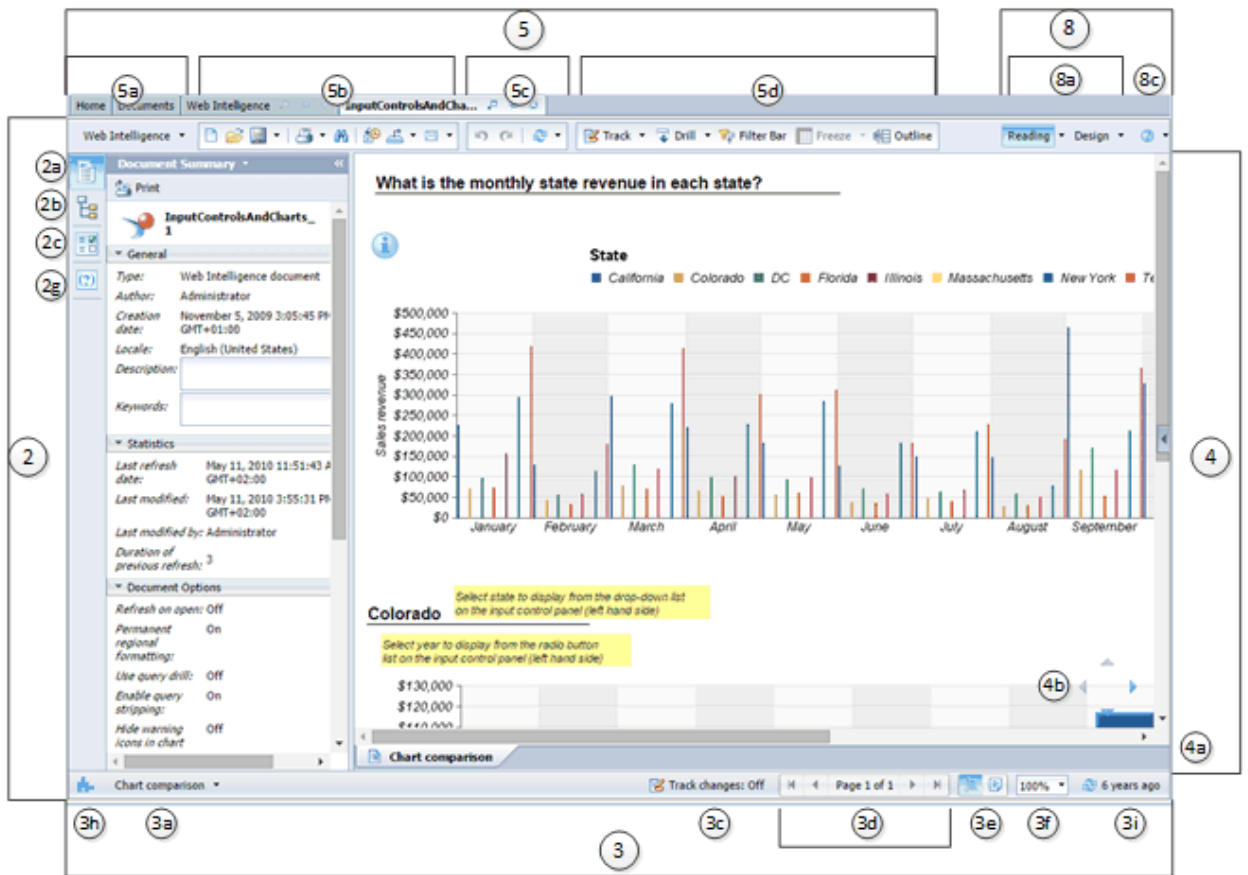 5
8
5a
5b
5c
5d
8a
8c
Home
Documents
Web Intelligence
InputControlsAndCha...
Web Intelligence
Track
Drill
Filter Bar
Freeze
Outline
Reading
Design
2a
2b
2c
2g
2
Document Summary
Print
InputControlsAndCharts_
1
General
Type: Web Intelligence document
Author: Administrator
Creation November 5, 2009 3:05:45 PM
date: GMT+01:00
Locale: English (United States)
Description:
Keywords:
Statistics
Last refresh May 11, 2010 11:51:43 A
date: GMT+02:00
Last modified: May 11, 2010 3:55:31 PM
GMT+02:00
Last modified by: Administrator
Duration of
previous refresh: 3
Document Options
Refresh on open: Off
Permanent On
regional
formatting:
Use query drill: Off
Enable query On
stripping:
Hide warning Off
icons in chart
What is the monthly state revenue in each state?
State
California Colorado DC Florida Illinois Massachusetts New York Te
Sales revenue
$500,000
$450,000
$400,000
$350,000
$300,000
$250,000
$200,000
$150,000
$100,000
$50,000
$0
January February March April May June July August September
Select state to display from the drop-down list
on the input control panel (left hand side)
Colorado
Select year to display from the radio button
list on the input control panel (left hand side)
$130,000
$120,000
$110,000
4
4b
4a
Chart comparison
Chart comparison
Track changes: Off
Page 1 of 1
100%
6 years ago
3h
3a
3c
3d
3e
3f
3i
3